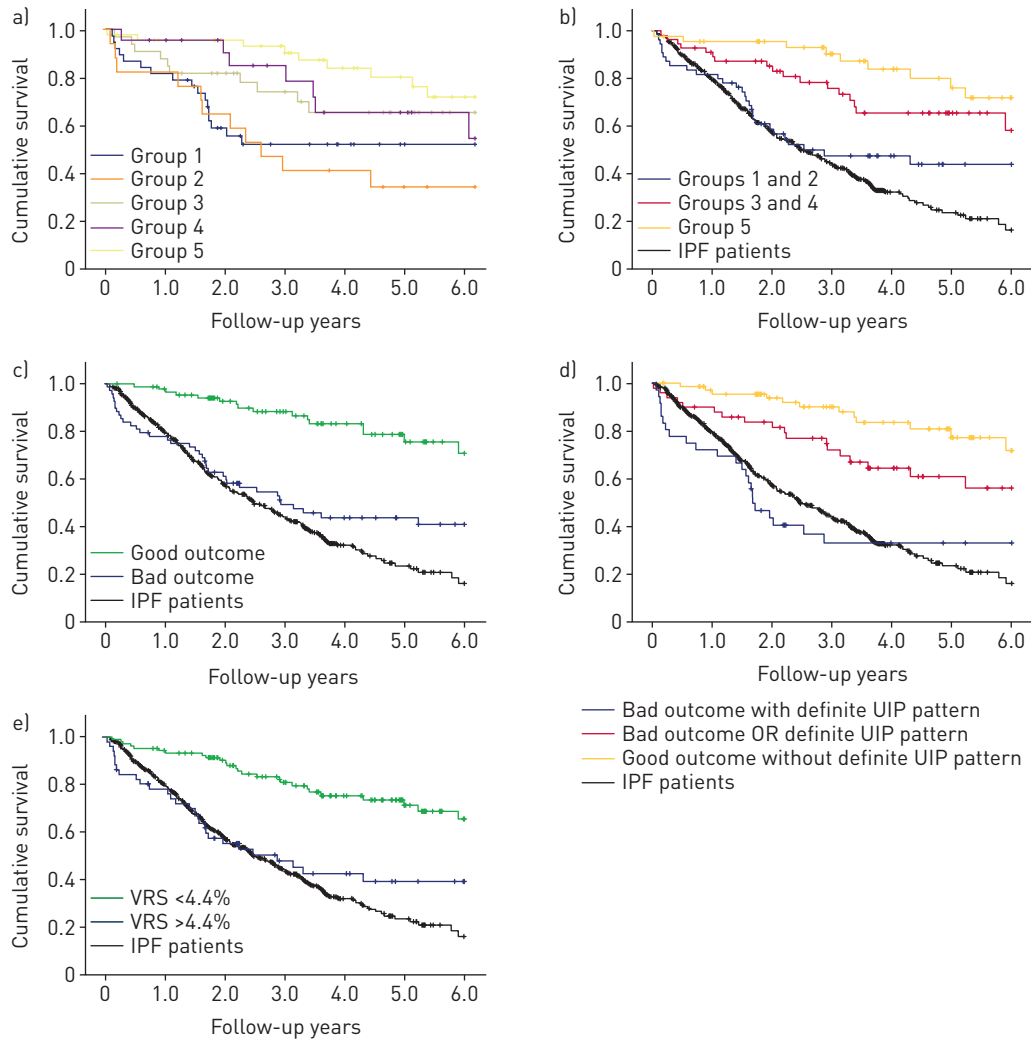 a)
1.0
0.8
0.6
0.4
0.2
0
Cumulative survival
Group 1
Group 2
Group 3
Group 4
Group 5
0 1.0 2.0 3.0 4.0 5.0 6.0
Follow-up years
b)
1.0
0.8
0.6
0.4
0.2
0
Cumulative survival
Groups 1 and 2
Groups 3 and 4
Group 5
IPF patients
0 1.0 2.0 3.0 4.0 5.0 6.0
Follow-up years
c)
1.0
0.8
0.6
0.4
0.2
0
Cumulative survival
Good outcome
Bad outcome
IPF patients
0 1.0 2.0 3.0 4.0 5.0 6.0
Follow-up years
d)
1.0
0.8
0.6
0.4
0.2
0
Cumulative survival
0 1.0 2.0 3.0 4.0 5.0 6.0
Follow-up years
Bad outcome with definite UIP pattern
Bad outcome OR definite UIP pattern
Good outcome without definite UIP pattern
IPF patients
e)
1.0
0.8
0.6
0.4
0.2
0
Cumulative survival
VRS <4.4%
VRS >4.4%
IPF patients
0 1.0 2.0 3.0 4.0 5.0 6.0
Follow-up years